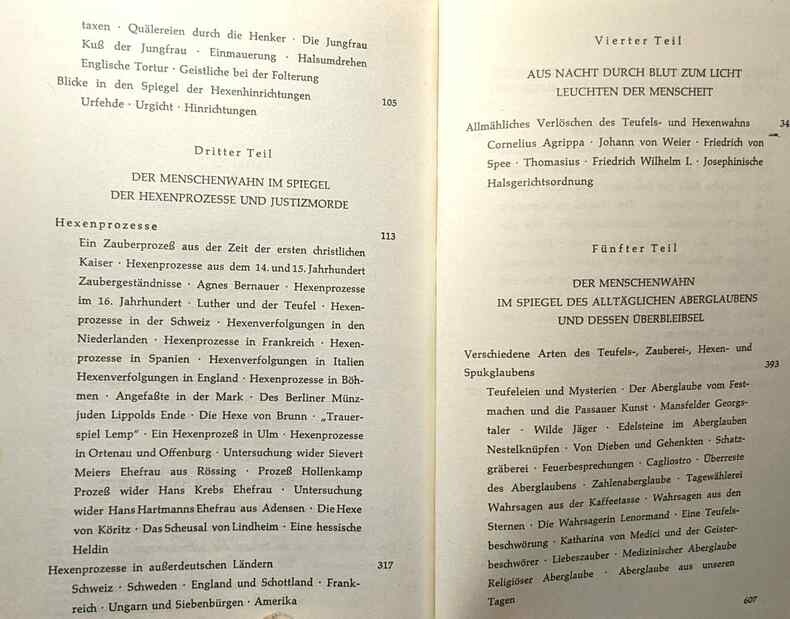 taxen · Quälereien durch die Henker · Die Jungfrau
Kuß der Jungfrau · Einmauerung · Halsumdrehen
Englische Tortur · Geistliche bei der Folterung
Blicke in den Spiegel der Hexenhinrichtungen 105
Urfehde · Urgicht · Hinrichtungen
Dritter Teil
DER MENSCHENWAHN IM SPIEGEL
DER HEXENPROZESSE UND JUSTIZMORDE
Hexenprozesse 113
Ein Zauberprozeß aus der Zeit der ersten christlichen
Kaiser · Hexenprozesse aus dem 14. und 15. Jahrhundert
Zaubergeständnisse · Agnes Bernauer · Hexenprozesse
im 16. Jahrhundert · Luther und der Teufel · Hexen-
prozesse in der Schweiz · Hexenverfolgungen in den
Niederlanden · Hexenprozesse in Frankreich · Hexen-
prozesse in Spanien · Hexenverfolgungen in Italien
Hexenverfolgungen in England · Hexenprozesse in Böh-
men · Angefaßte in der Mark · Des Berliner Münz-
juden Lippolds Ende · Die Hexe von Brunn · „Trauer-
spiel Lemp“ · Ein Hexenprozeß in Ulm · Hexenprozesse
in Ortenau und Offenburg · Untersuchung wider Sievert
Meiers Ehefrau aus Rössing · Prozeß Hollenkamp
Prozeß wider Hans Krebs Ehefrau · Untersuchung
wider Hans Hartmanns Ehefrau aus Adensen · Die Hexe
von Köritz · Das Scheusal von Lindheim · Eine hessische
Heldin
Hexenprozesse in außerdeutschen Ländern 317
Schweiz · Schweden · England und Schottland · Frank-
reich · Ungarn und Siebenbürgen · Amerika
Vierter Teil
AUS NACHT DURCH BLUT ZUM LICHT
LEUCHTEN DER MENSCHEIT
Allmähliches Verlöschen des Teufels- und Hexenwahns 34
Cornelius Agrippa · Johann von Weier · Friedrich von
Spee · Thomasius · Friedrich Wilhelm I. · Josephinische
Halsgerichtsordnung
Fünfter Teil
DER MENSCHENWAHN
IM SPIEGEL DES ALLTÄGLICHEN ABERGLAUBENS
UND DESSEN ÜBERBLEIBSEL
Verschiedene Arten des Teufels-, Zauberei-, Hexen- und
Spukglaubens 393
Teufeleien und Mysterien · Der Aberglaube vom Fest-
machen und die Passauer Kunst · Mansfelder Georgs-
taler · Wilde Jäger · Edelsteine im Aberglauben
Nestelknüpfen · Von Dieben und Gehenkten · Schatz-
gräberei · Feuerbesprechungen · Cagliostro · Überreste
des Aberglaubens · Zahlenaberglaube · Tagewählerei
Wahrsagen aus der Kaffeetasse · Wahrsagen aus den
Sternen · Die Wahrsagerin Lenormand · Eine Teufels-
beschwörung · Katharina von Medici und der Geister-
beschwörer · Liebeszauber · Medizinischer Aberglaube
Religiöser Aberglaube · Aberglaube aus unseren
Tagen
607